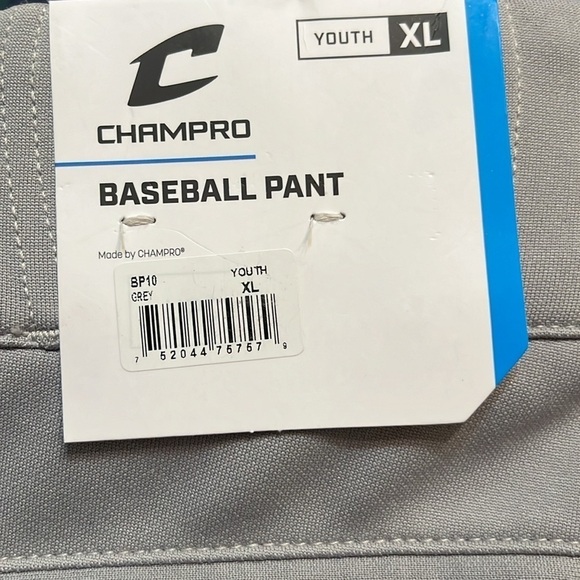 YOUTH XL
CHAMPRO
BASEBALL PANT
Made by CHAMPRO®
BP10 YOUTH
GREY XL
7 52044 75757 9